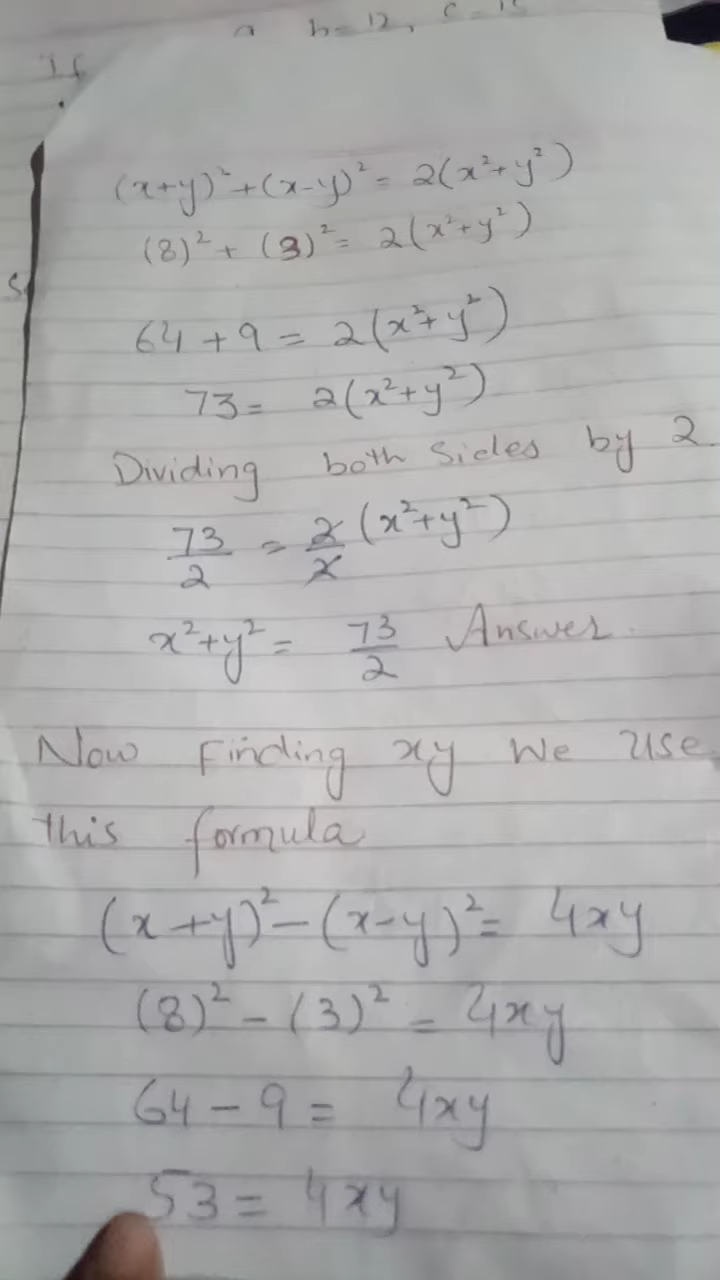 b=12,
If
(x+y)²+(x-y)²= 2(x²+y²)
(8)²+ (3)²= 2(x²+y²)
64+9= 2(x²+y²)
73= 2(x²+y²)
Dividing both sides by 2
73/2 = 2/2 (x²+y²)
x²+y²= 73/2 Answer.
Now Finding xy We use
this formula
(x+y)²-(x-y)²= 4xy
(8)²-(3)² = 4xy
64-9= 4xy
53= 4xy